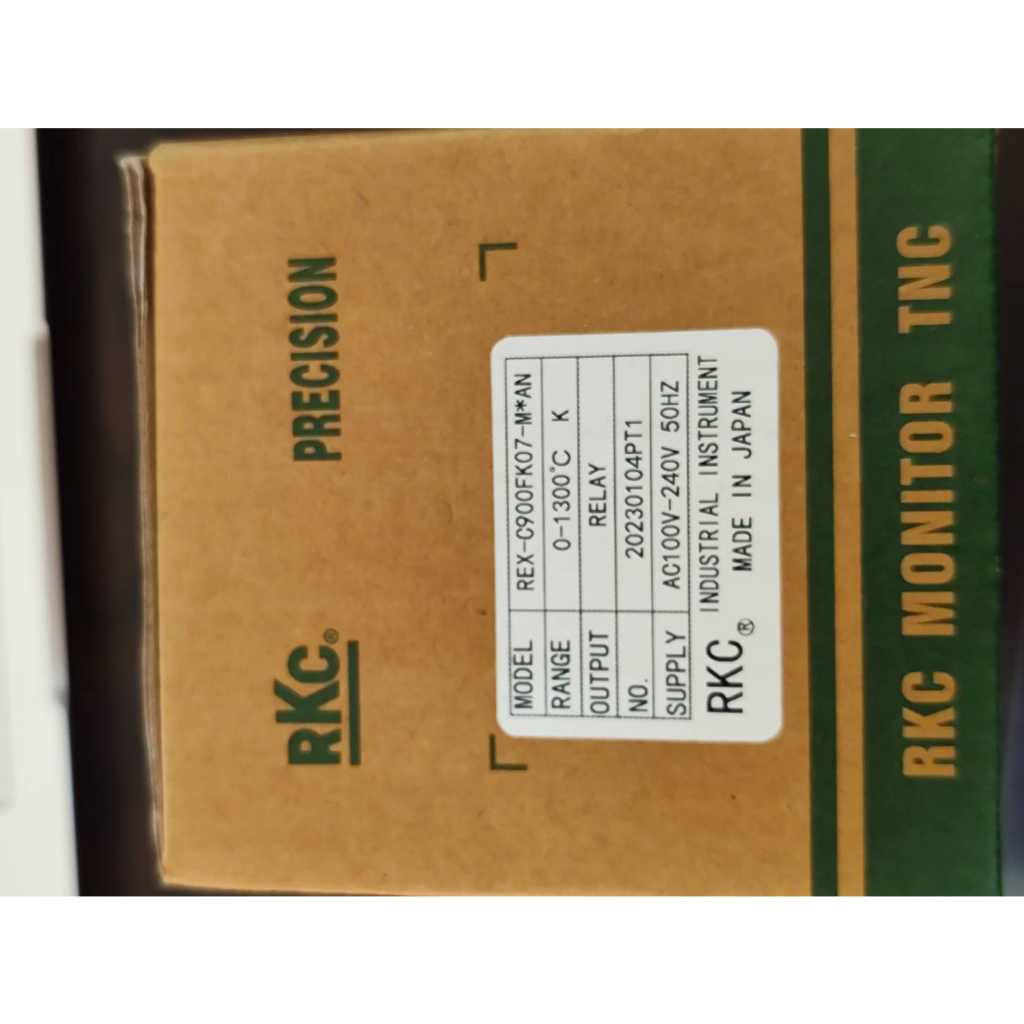 RKC® PRECISION
MODEL REX-C900FK07-M*AN
RANGE 0-1300℃ K
OUTPUT RELAY
NO. 20230104PT1
SUPPLY AC100V-240V 50HZ
RKC® INDUSTRIAL INSTRUMENT
MADE IN JAPAN
RKC MONITOR TNC